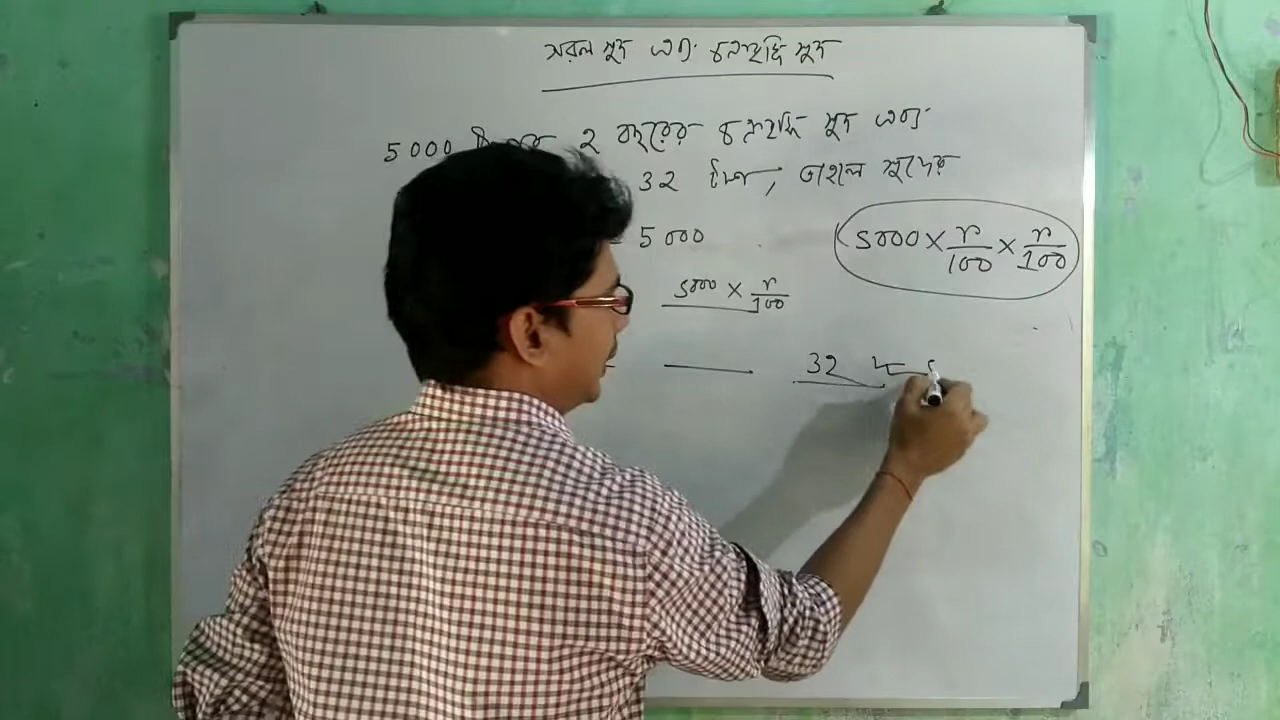 সরল সুদ এবং চক্রবৃদ্ধি সুদ
5000 টাকার 2 বছরের চক্রবৃদ্ধি সুদ এবং
32 টাকা, তাহলে সুদের
= 5000
5000 × r/100 × r/100
5000 × r/100
32